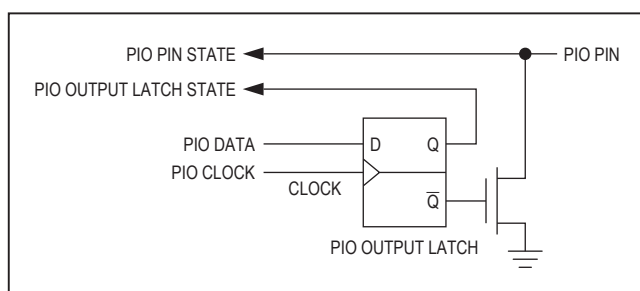 PIO PIN STATE
PIO PIN
PIO OUTPUT LATCH STATE
PIO DATA
D
Q
PIO CLOCK
CLOCK
Q̅
PIO OUTPUT LATCH